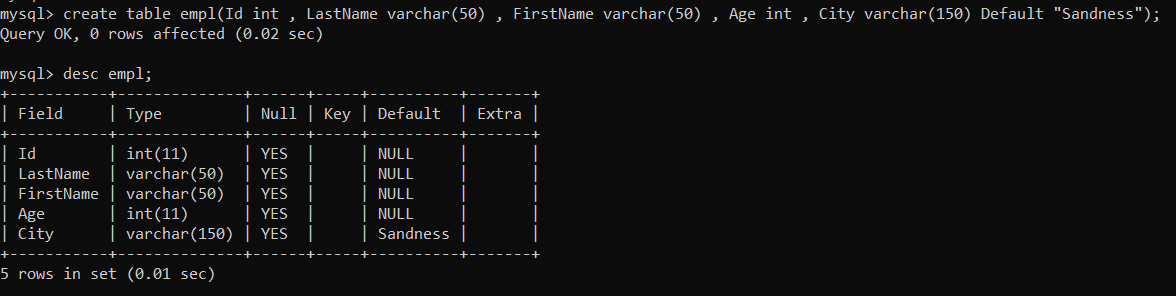 mysql> create table empl(Id int , LastName varchar(50) , FirstName varchar(50) , Age int , City varchar(150) Default "Sandness");
Query OK, 0 rows affected (0.02 sec)

mysql> desc empl;
+-----------+--------------+------+-----+----------+-------+
| Field     | Type         | Null | Key | Default  | Extra |
+-----------+--------------+------+-----+----------+-------+
| Id        | int(11)      | YES  |     | NULL     |       |
| LastName  | varchar(50)  | YES  |     | NULL     |       |
| FirstName | varchar(50)  | YES  |     | NULL     |       |
| Age       | int(11)      | YES  |     | NULL     |       |
| City      | varchar(150) | YES  |     | Sandness |       |
+-----------+--------------+------+-----+----------+-------+
5 rows in set (0.01 sec)